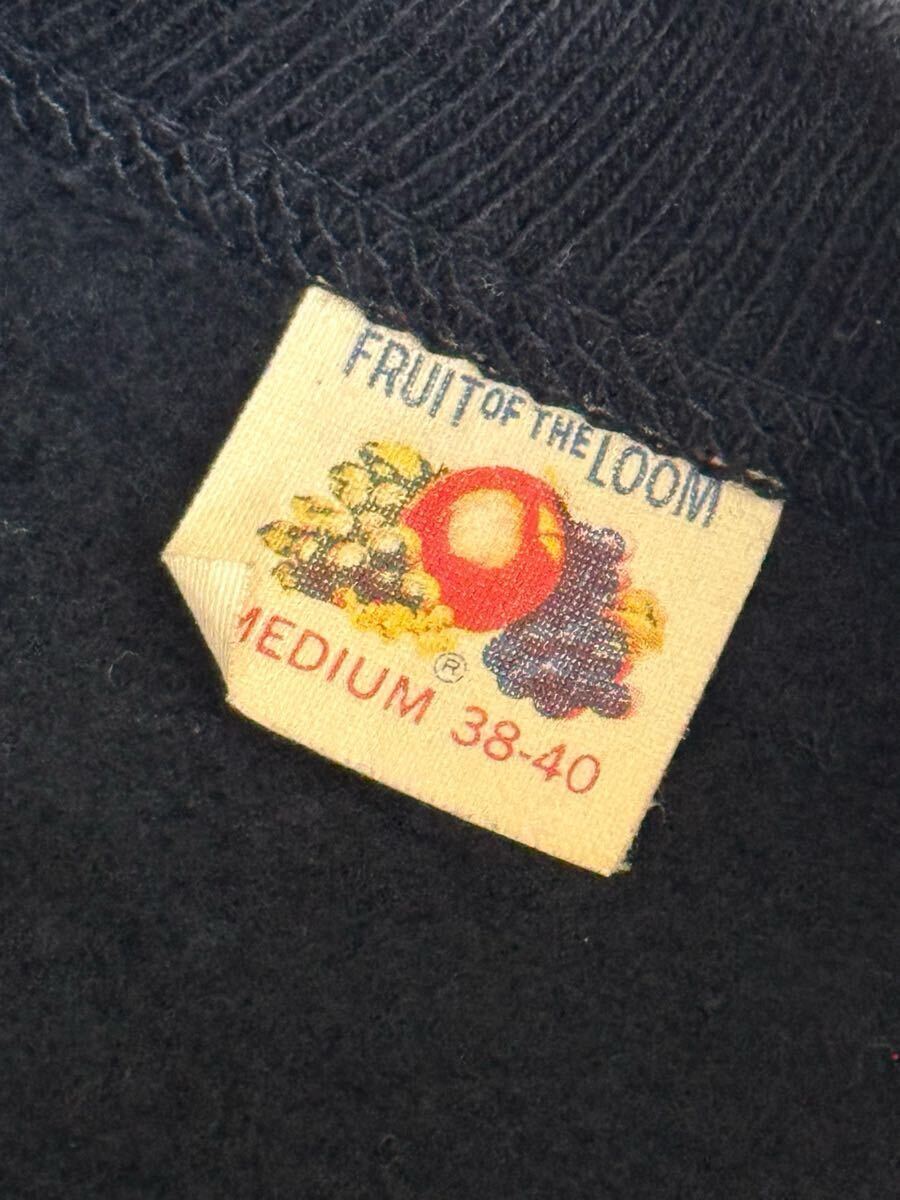 FRUIT OF THE LOOM
®
MEDIUM 38-40